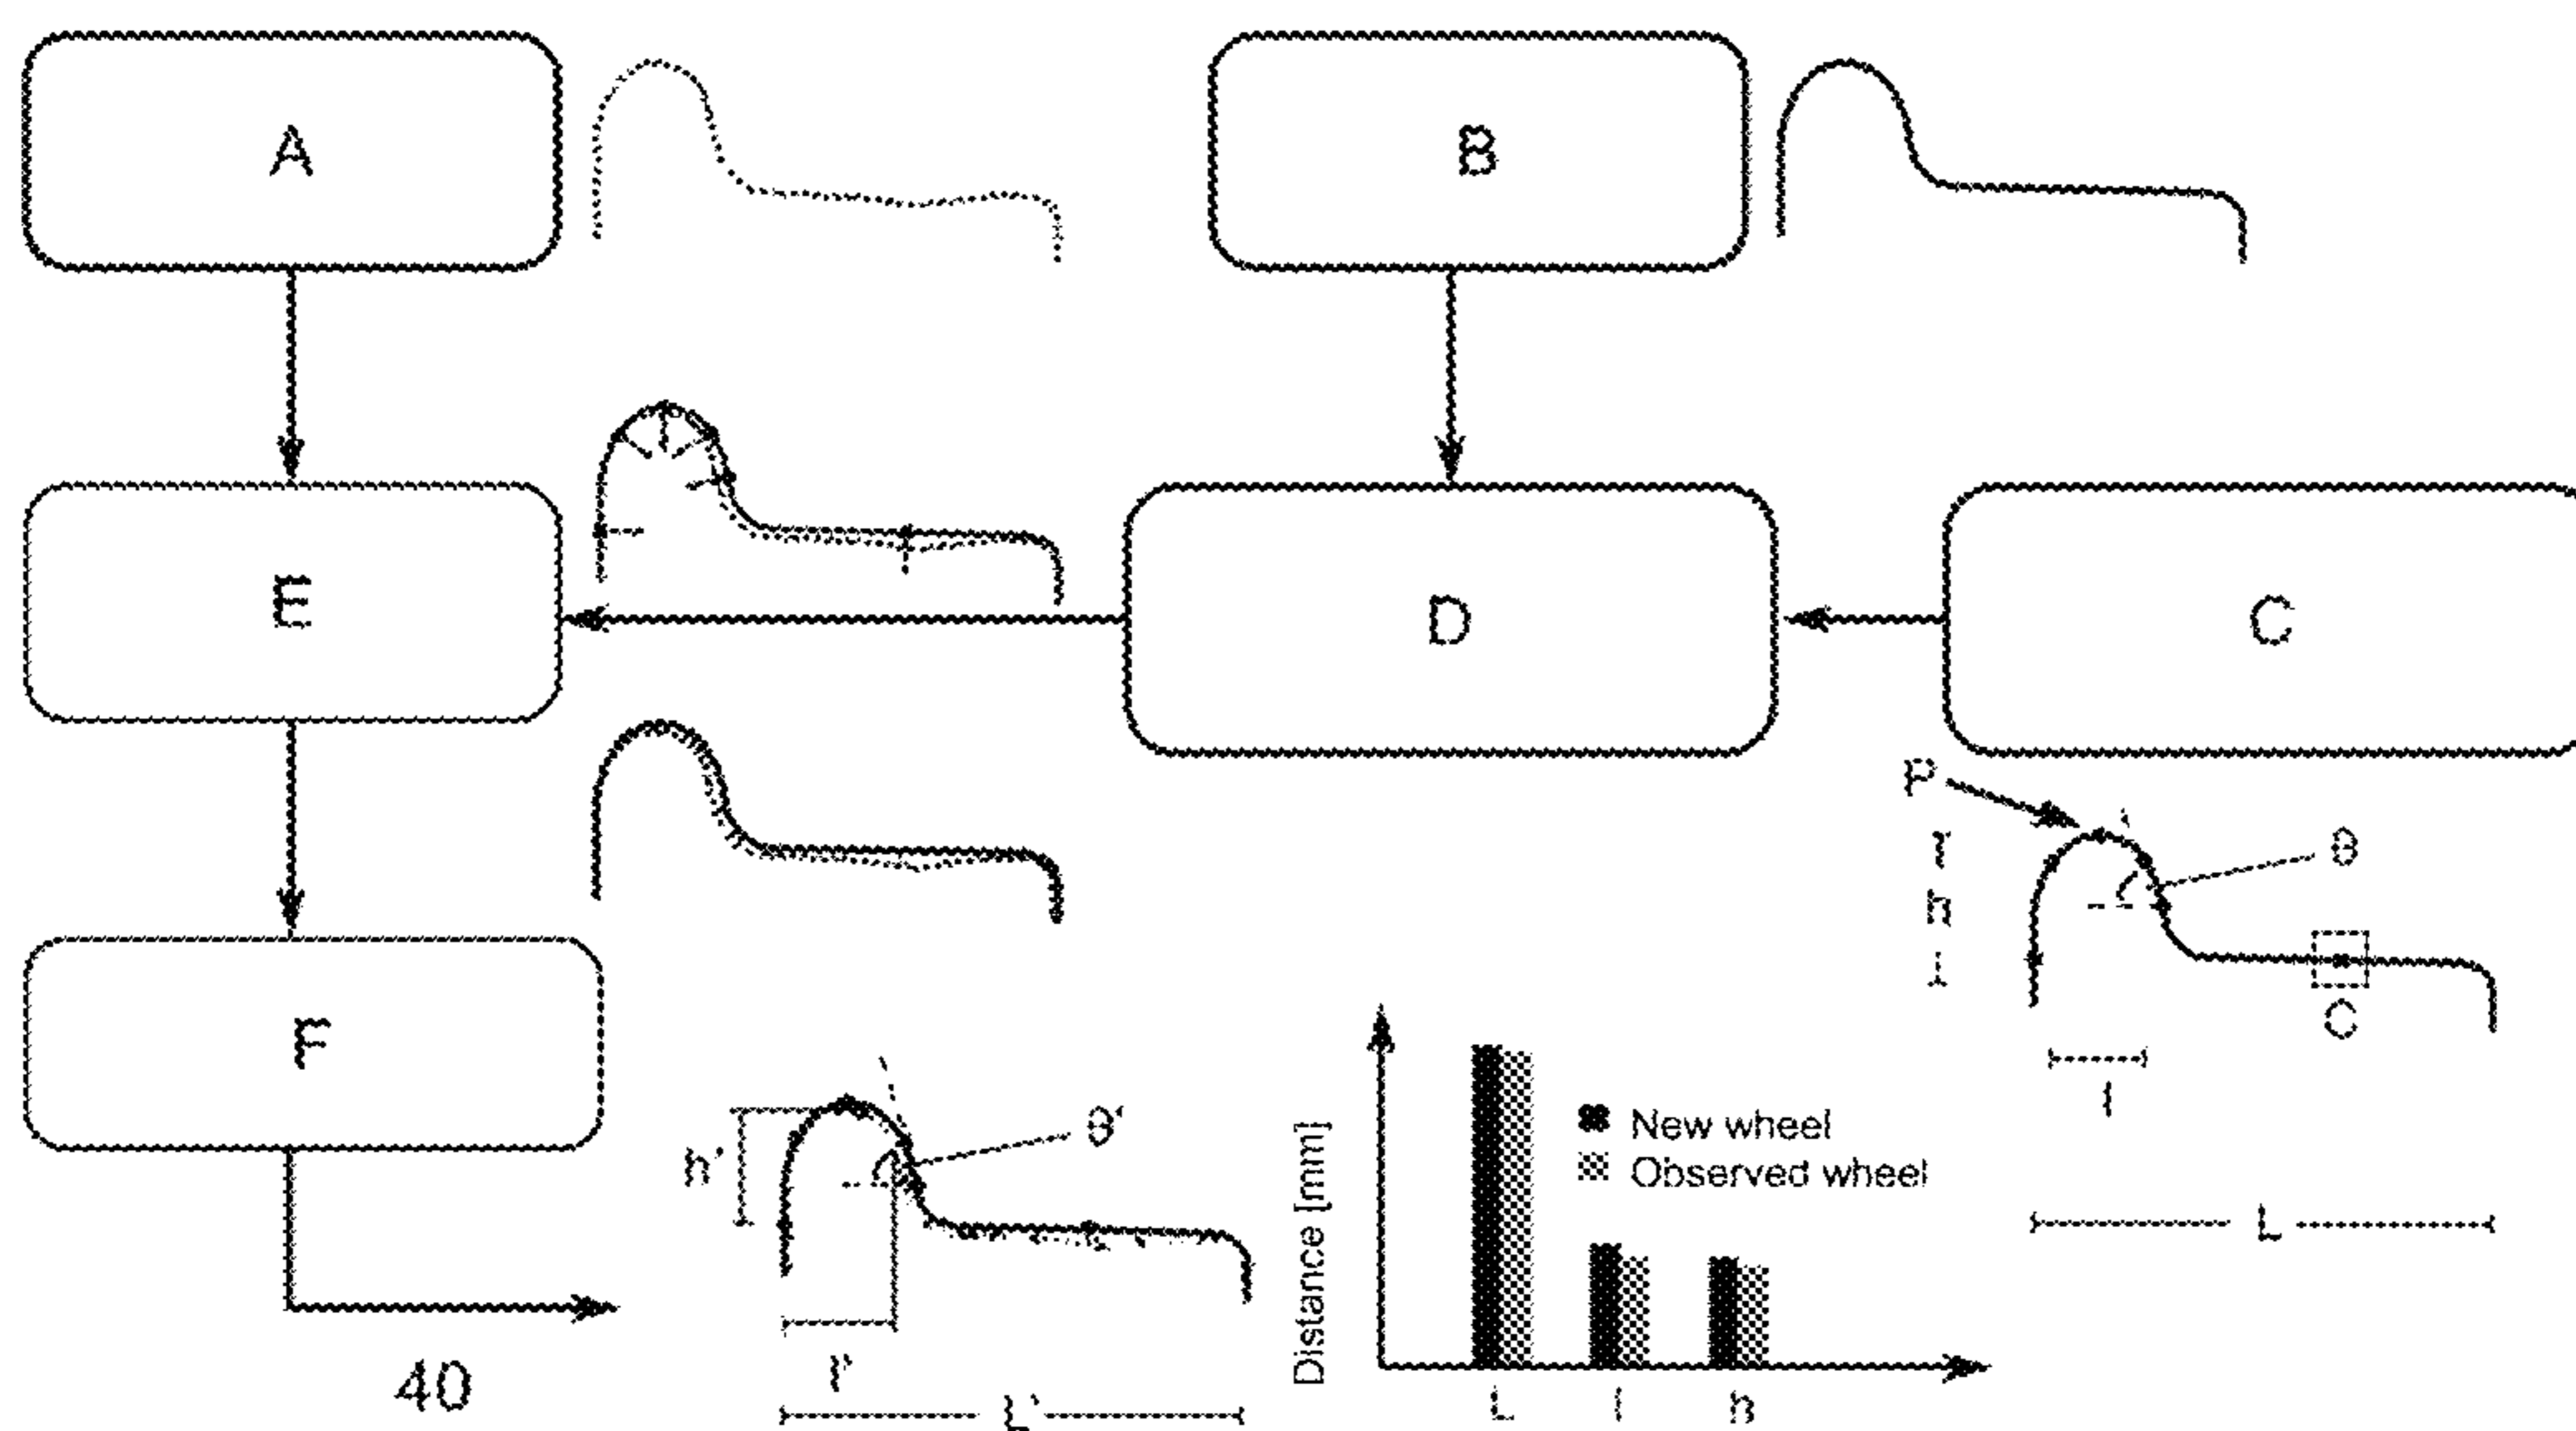 A
B
E
D
C
P
T
h
θ
C
l
L
F
h'
θ'
l'
L'
40
Distance [mm]
New wheel
Observed wheel
L
l
h